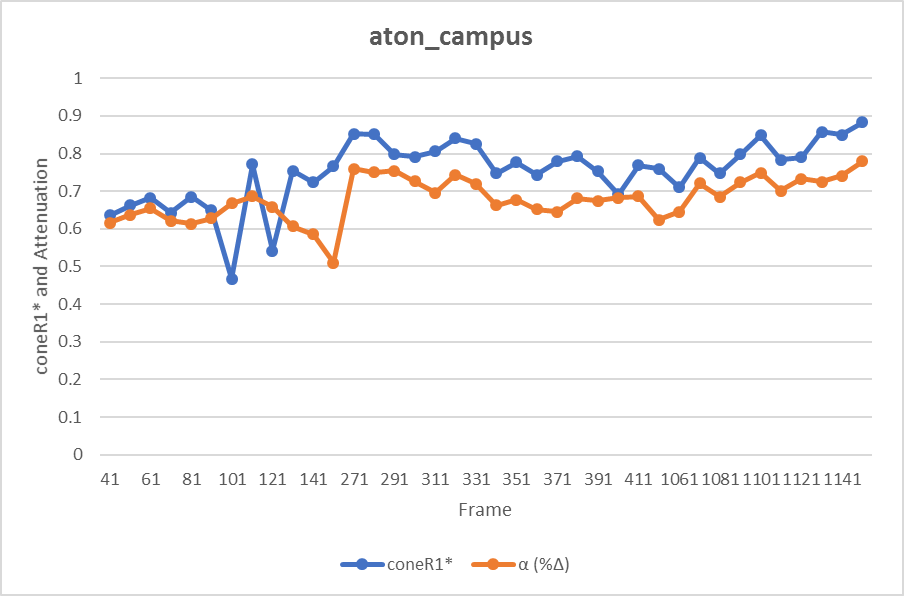 aton_campus
1
0.9
0.8
0.7
0.6
0.5
0.4
0.3
0.2
0.1
0
coneR1* and Attenuation
41 61 81 101 121 141 271 291 311 331 351 371 391 411 1061 1081 1101 1121 1141
Frame
coneR1* α (%Δ)